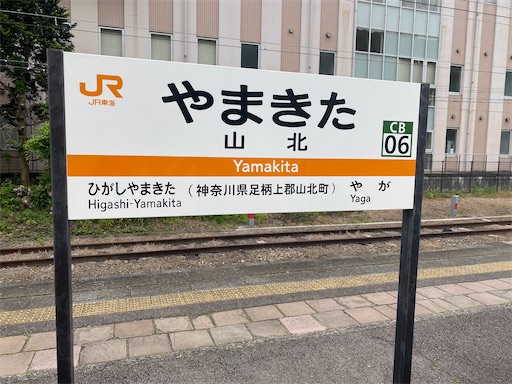 JR
JR東海
やまきた
山北
CB
06
Yamakita
ひがしやまきた (神奈川県足柄上郡山北町) やが
Higashi-Yamakita Yaga